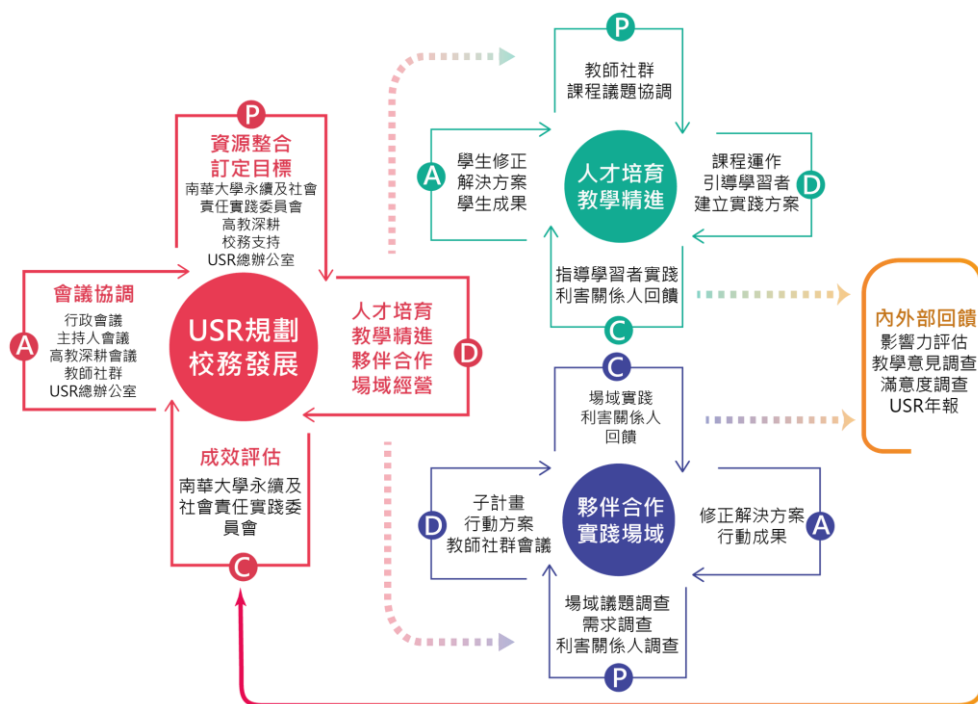 P
資源整合
訂定目標
南華大學永續及社會
責任實踐委員會
高教深耕
校務支持
USR總辦公室
A
會議協調
行政會議
主持人會議
高教深耕會議
教師社群
USR總辦公室
USR規劃
校務發展
人才培育
教學精進
夥伴合作
場域經營
D
成效評估
南華大學永續及
社會責任實踐委
員會
C
P
教師社群
課程議題協調
A
學生修正
解決方案
學生成果
人才培育
教學精進
課程運作
引導學習者
建立實踐方案
D
指導學習者實踐
利害關係人回饋
C
C
場域實踐
利害關係人
回饋
D
子計畫
行動方案
教師社群會議
夥伴合作
實踐場域
修正解決方案
行動成果
A
場域議題調查
需求調查
利害關係人調查
P
內外部回饋
影響力評估
教學意見調查
滿意度調查
USR年報